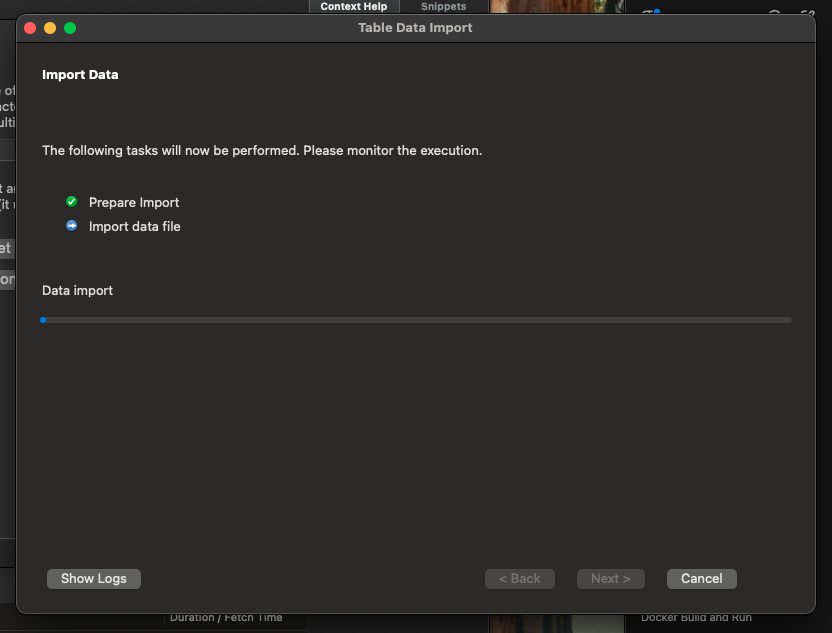 Context Help
Snippets
Table Data Import
Import Data
The following tasks will now be performed. Please monitor the execution.
Prepare Import
Import data file
Data import
Show Logs
< Back
Next >
Cancel
Duration / Fetch Time
Docker Build and Run